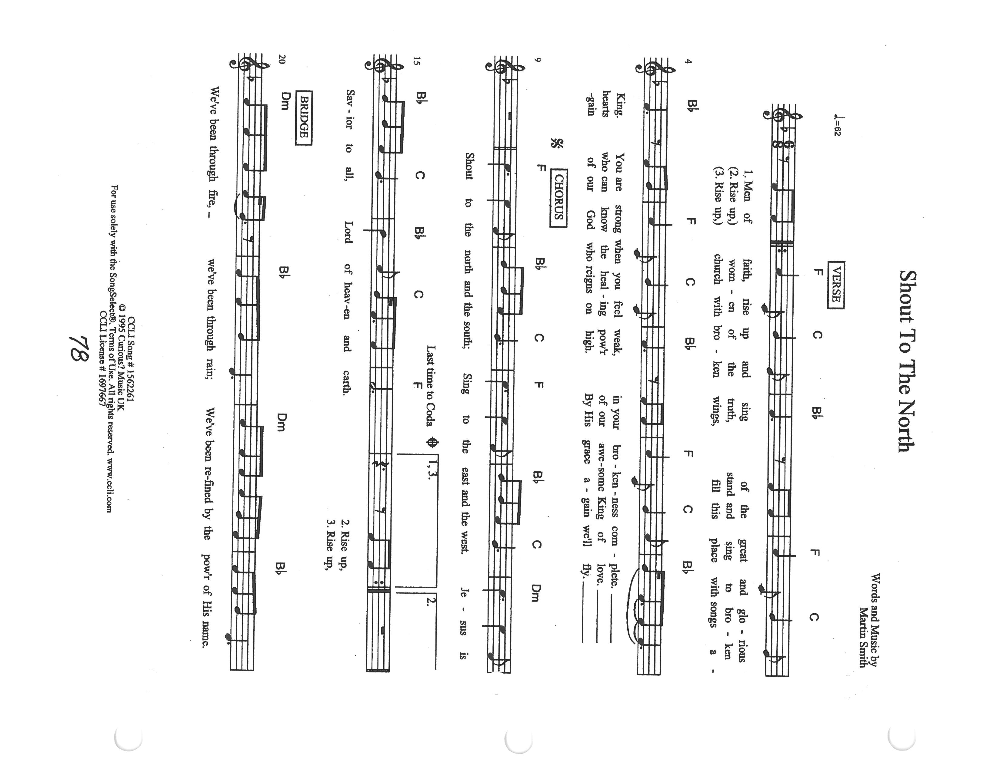 Shout To The North
Words and Music by
Martin Smith
♩.=62
VERSE
F C B♭ F C
1. Men of faith, rise up and sing of the great and glo - rious
(2. Rise up,) wom - en of the truth, stand and sing to bro - ken
(3. Rise up,) church with bro - ken wings, fill this place with songs a -
4 B♭ F C B♭ F C B♭
King. You are strong when you feel weak, in your bro - ken - ness com - plete.
hearts who can know the heal - ing pow'r of our awe - some King of love.
-gain of our God who reigns on high. By His grace a - gain we'll fly.
CHORUS
9 F B♭ C F B♭ C Dm
Shout to the north and the south; Sing to the east and the west. Je - sus is
Last time to Coda 1, 3. 2.
15 B♭ C B♭ C F
Sav - ior to all, Lord of heav - en and earth. 2. Rise up,
3. Rise up,
BRIDGE
20 Dm B♭ Dm B♭
We've been through fire, we've been through rain; We've been re - fined by the pow'r of His name.
CCLI Song # 1562261
© 1995 Curious? Music UK
For use solely with the SongSelect®. Terms of Use. All rights reserved. www.ccli.com
CCLI License # 1697667
78